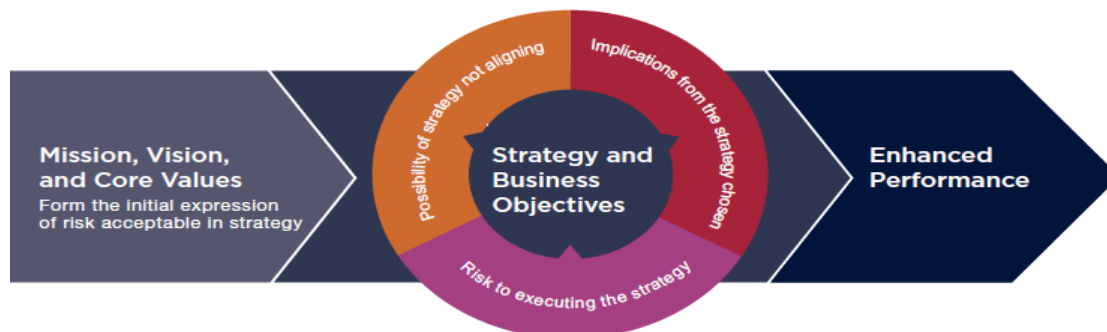 Mission, Vision,
and Core Values
Form the initial expression
of risk acceptable in strategy
Possibility of strategy not aligning
Implications from the strategy chosen
Strategy and
Business
Objectives
Risk to executing the strategy
Enhanced
Performance